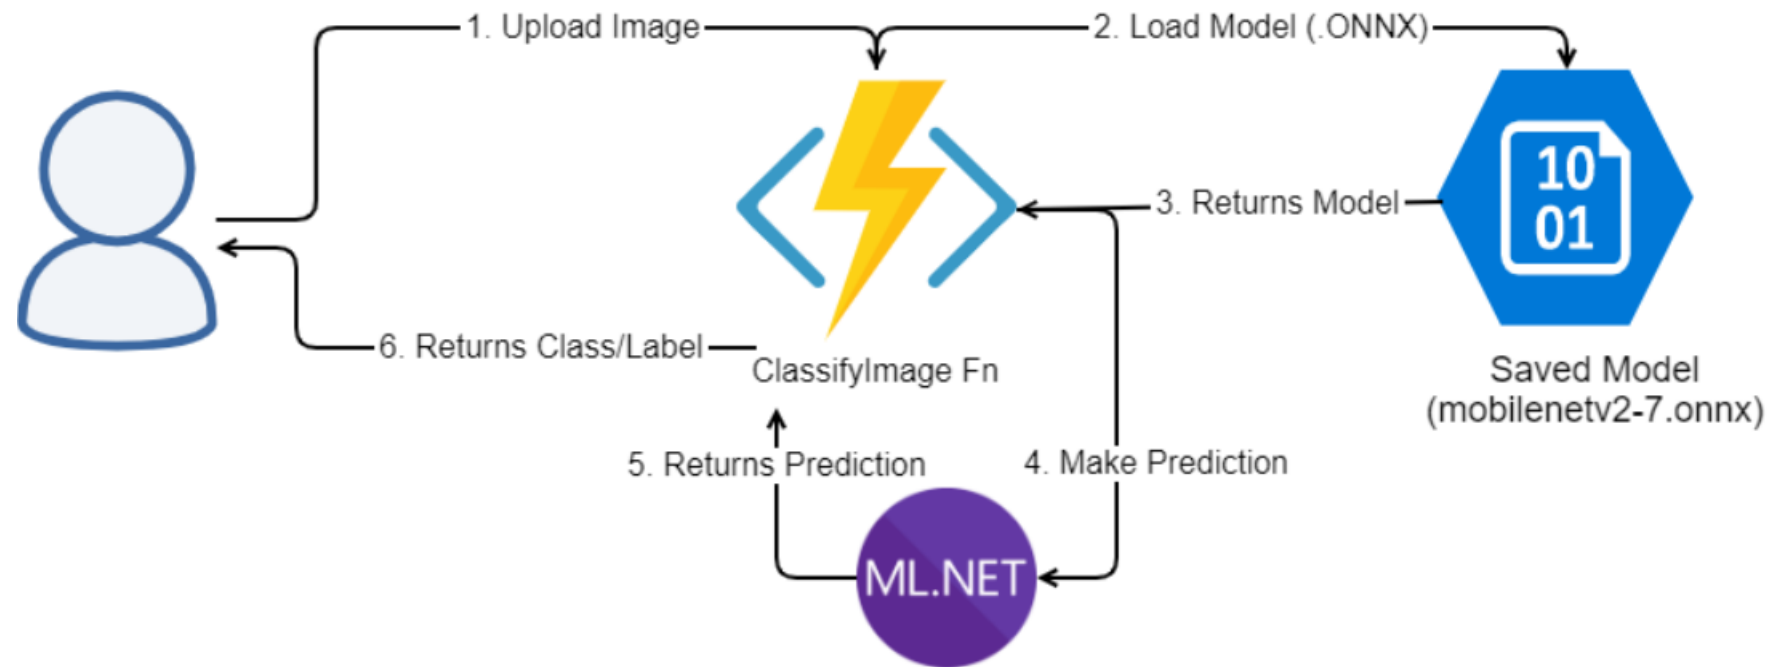 1. Upload Image
2. Load Model (.ONNX)
10
01
3. Returns Model
6. Returns Class/Label
ClassifyImage Fn
Saved Model
(mobilenetv2-7.onnx)
5. Returns Prediction
4. Make Prediction
ML.NET